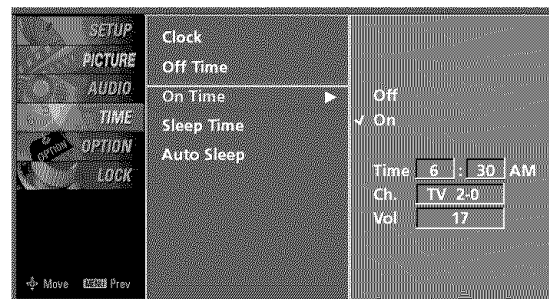 SETUP
PICTURE
AUDIO
TIME
OPTION
OPTION
LOCK
Move MENU Prev
Clock
Off Time
On Time ▶
Sleep Time
Auto Sleep
Off
✓ On
Time 6 : 30 AM
Ch. TV 2-0
Vol 17